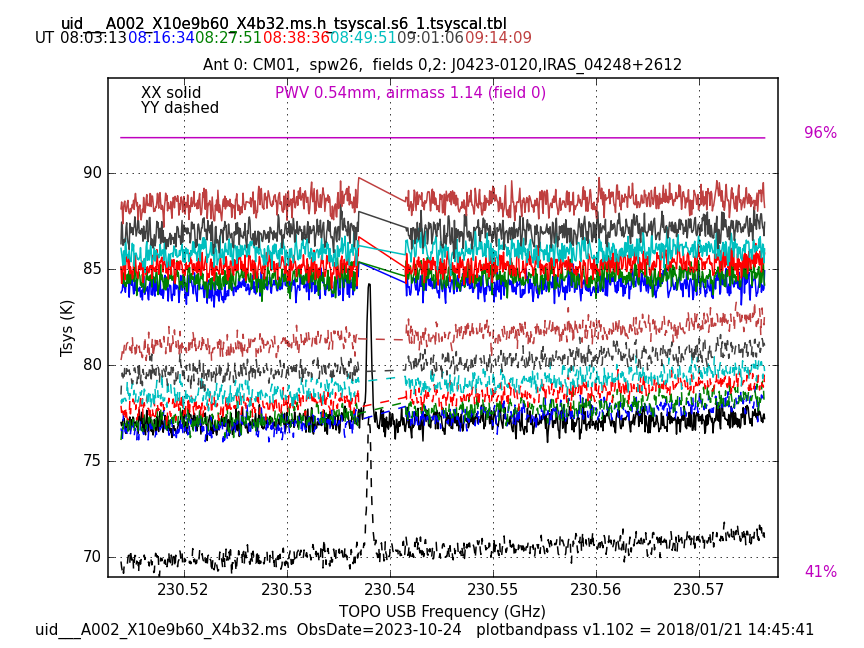 uid___A002_X10e9b60_X4b32.ms.h_tsyscal.s6_1.tsyscal.tbl
UT 08:03:13 08:16:34 08:27:51 08:38:36 08:49:51 09:01:06 09:14:09
Ant 0: CM01,  spw26,  fields 0,2: J0423-0120,IRAS_04248+2612
XX solid PWV 0.54mm, airmass 1.14 (field 0)
YY dashed
96%
90
85
80
75
70
Tsys (K)
41%
230.52 230.53 230.54 230.55 230.56 230.57
TOPO USB Frequency (GHz)
uid___A002_X10e9b60_X4b32.ms  ObsDate=2023-10-24   plotbandpass v1.102 = 2018/01/21 14:45:41